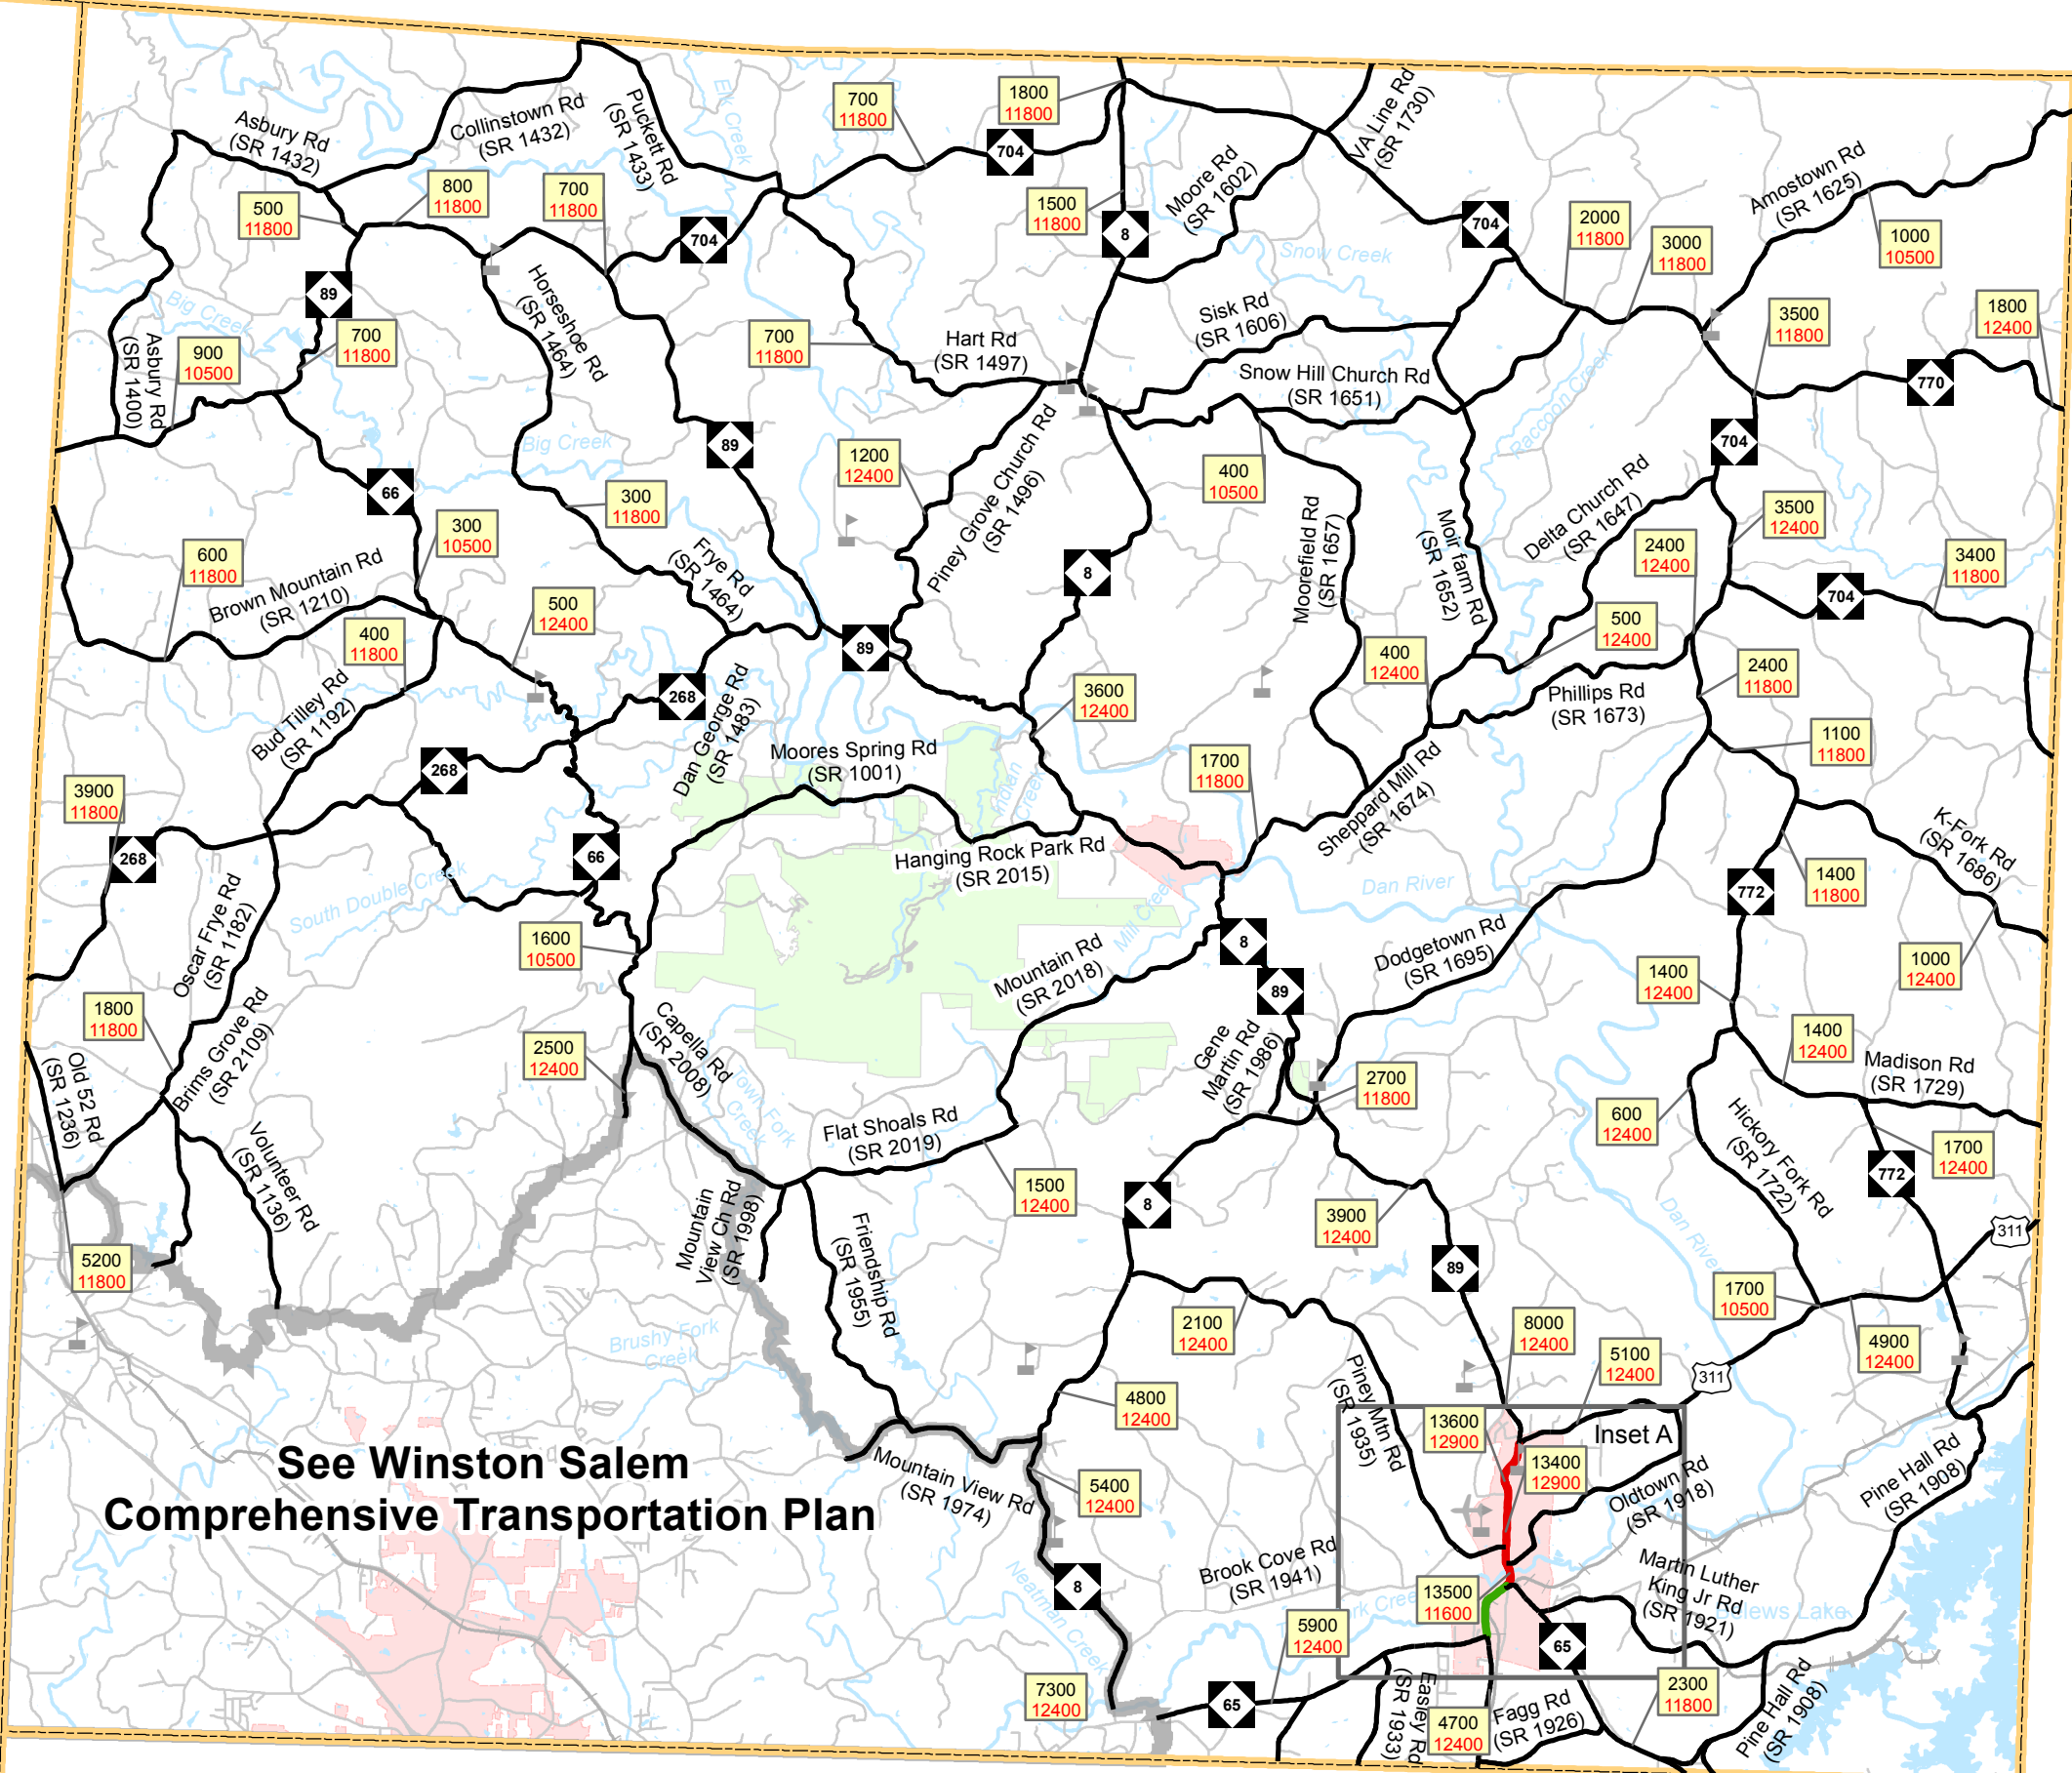 Asbury Rd
(SR 1432)
Collinstown Rd
(SR 1432)
Puckett Rd
(SR 1433)
Elk Creek
700
11800
1800
11800
704
VA Line Rd
(SR 1730)
Moore Rd
(SR 1602)
Amostown Rd
(SR 1625)
500
11800
800
11800
700
11800
704
1500
11800
8
704
2000
11800
3000
11800
1000
10500
Snow Creek
89
Big Creek
Horseshoe Rd
(SR 1464)
Sisk Rd
(SR 1606)
3500
11800
1800
12400
Asbury Rd
(SR 1400)
900
10500
700
11800
700
11800
Hart Rd
(SR 1497)
Snow Hill Church Rd
(SR 1651)
Raccoon Creek
770
Big Creek
89
704
1200
12400
Piney Grove Church Rd
(SR 1496)
400
10500
66
300
11800
300
10500
Moorefield Rd
(SR 1657)
Moir farm Rd
(SR 1652)
Delta Church Rd
(SR 1647)
3500
12400
2400
12400
600
11800
Brown Mountain Rd
(SR 1210)
Frye Rd
(SR 1464)
8
3400
11800
704
500
12400
400
11800
89
400
12400
500
12400
Bud Tilley Rd
(SR 1192)
268
Dan George Rd
(SR 1483)
3600
12400
Phillips Rd
(SR 1673)
2400
11800
1100
11800
268
Moores Spring Rd
(SR 1001)
Indian
Creek
1700
11800
Sheppard Mill Rd
(SR 1674)
3900
11800
268
66
Hanging Rock Park Rd
(SR 2015)
K-Fork Rd
(SR 1686)
South Double Creek
Dan River
772
1400
11800
Oscar Frye Rd
(SR 1182)
1600
10500
Mill Creek
8
Mountain Rd
(SR 2018)
Dodgetown Rd
(SR 1695)
1400
12400
1000
12400
89
1800
11800
Brims Grove Rd
(SR 2109)
Old 52 Rd
(SR 1236)
2500
12400
Capella Rd
(SR 2008)
Town Fork
Creek
Gene
Martin Rd
(SR 1986)
2700
11800
1400
12400
Madison Rd
(SR 1729)
600
12400
Hickory Fork Rd
(SR 1722)
Volunteer Rd
(SR 1136)
Flat Shoals Rd
(SR 2019)
1700
12400
772
Mountain
View Ch Rd
(SR 1998)
1500
12400
8
3900
12400
Dan River
311
Friendship Rd
(SR 1955)
5200
11800
89
1700
10500
4900
12400
Brushy Fork
Creek
2100
12400
8000
12400
5100
12400
311
Piney Mtn Rd
(SR 1935)
4800
12400
13600
12900
Inset A
See Winston Salem
Comprehensive Transportation Plan
Mountain View Rd
(SR 1974)
5400
12400
13400
12900
Oldtown Rd
(SR 1918)
Pine Hall Rd
(SR 1908)
Neatman Creek
8
Brook Cove Rd
(SR 1941)
13500
11600
Martin Luther
King Jr Rd
(SR 1921)
5900
12400
65
7300
12400
65
Easley Rd
(SR 1933)
4700
12400
Fagg Rd
(SR 1926)
2300
11800
Pine Hall Rd
(SR 1908)